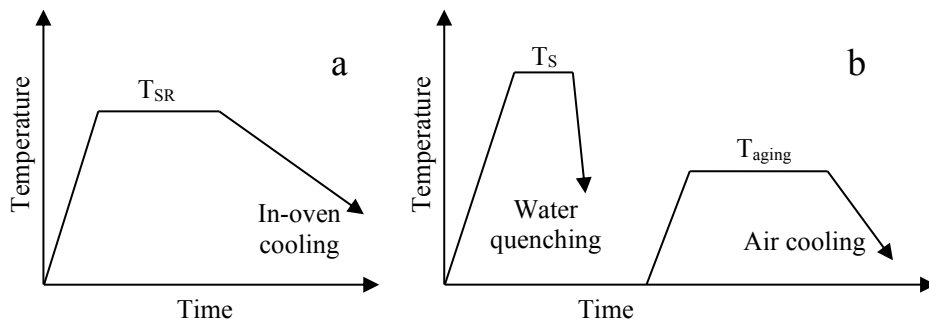 a
T_SR
Temperature
In-oven
cooling
Time
b
T_S
T_aging
Temperature
Water
quenching
Air cooling
Time